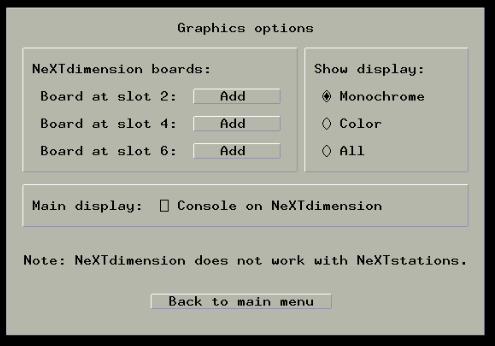 Graphics options
NeXTdimension boards:
Board at slot 2: Add
Board at slot 4: Add
Board at slot 6: Add
Show display:
Monochrome
Color
All
Main display: Console on NeXTdimension
Note: NeXTdimension does not work with NeXTstations.
Back to main menu